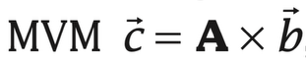 MVM c⃗ = A × b⃗